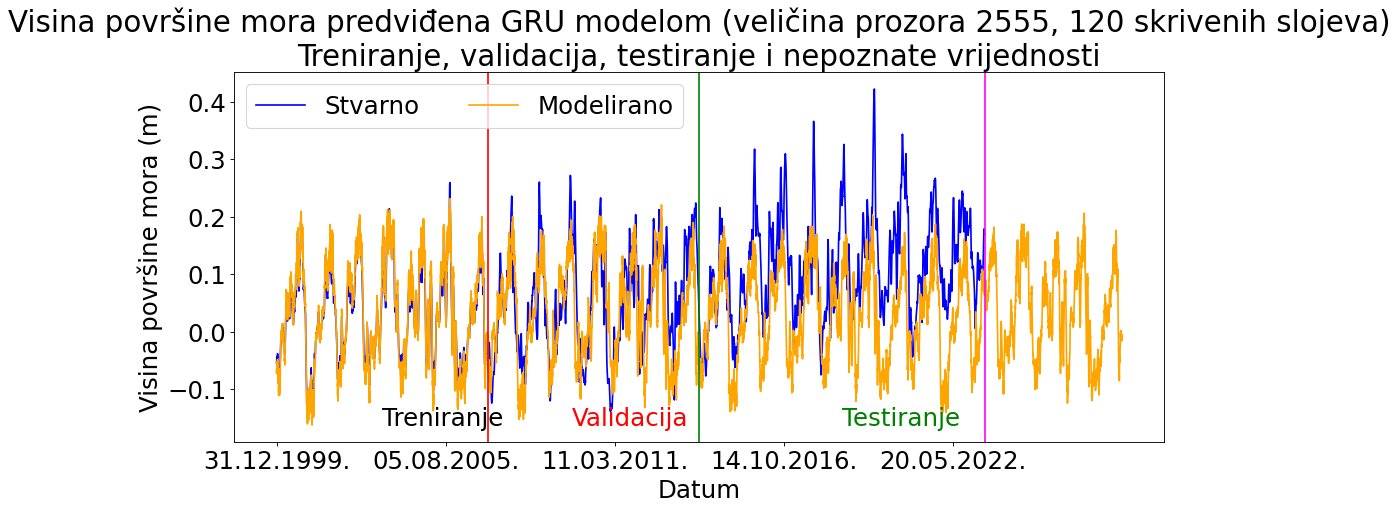 Visina površine mora predviđena GRU modelom (veličina prozora 2555, 120 skrivenih slojeva)
Treniranje, validacija, testiranje i nepoznate vrijednosti
Stvarno Modelirano
Visina površine mora (m)
0.4
0.3
0.2
0.1
0.0
−0.1
Treniranje Validacija Testiranje
31.12.1999. 05.08.2005. 11.03.2011. 14.10.2016. 20.05.2022.
Datum